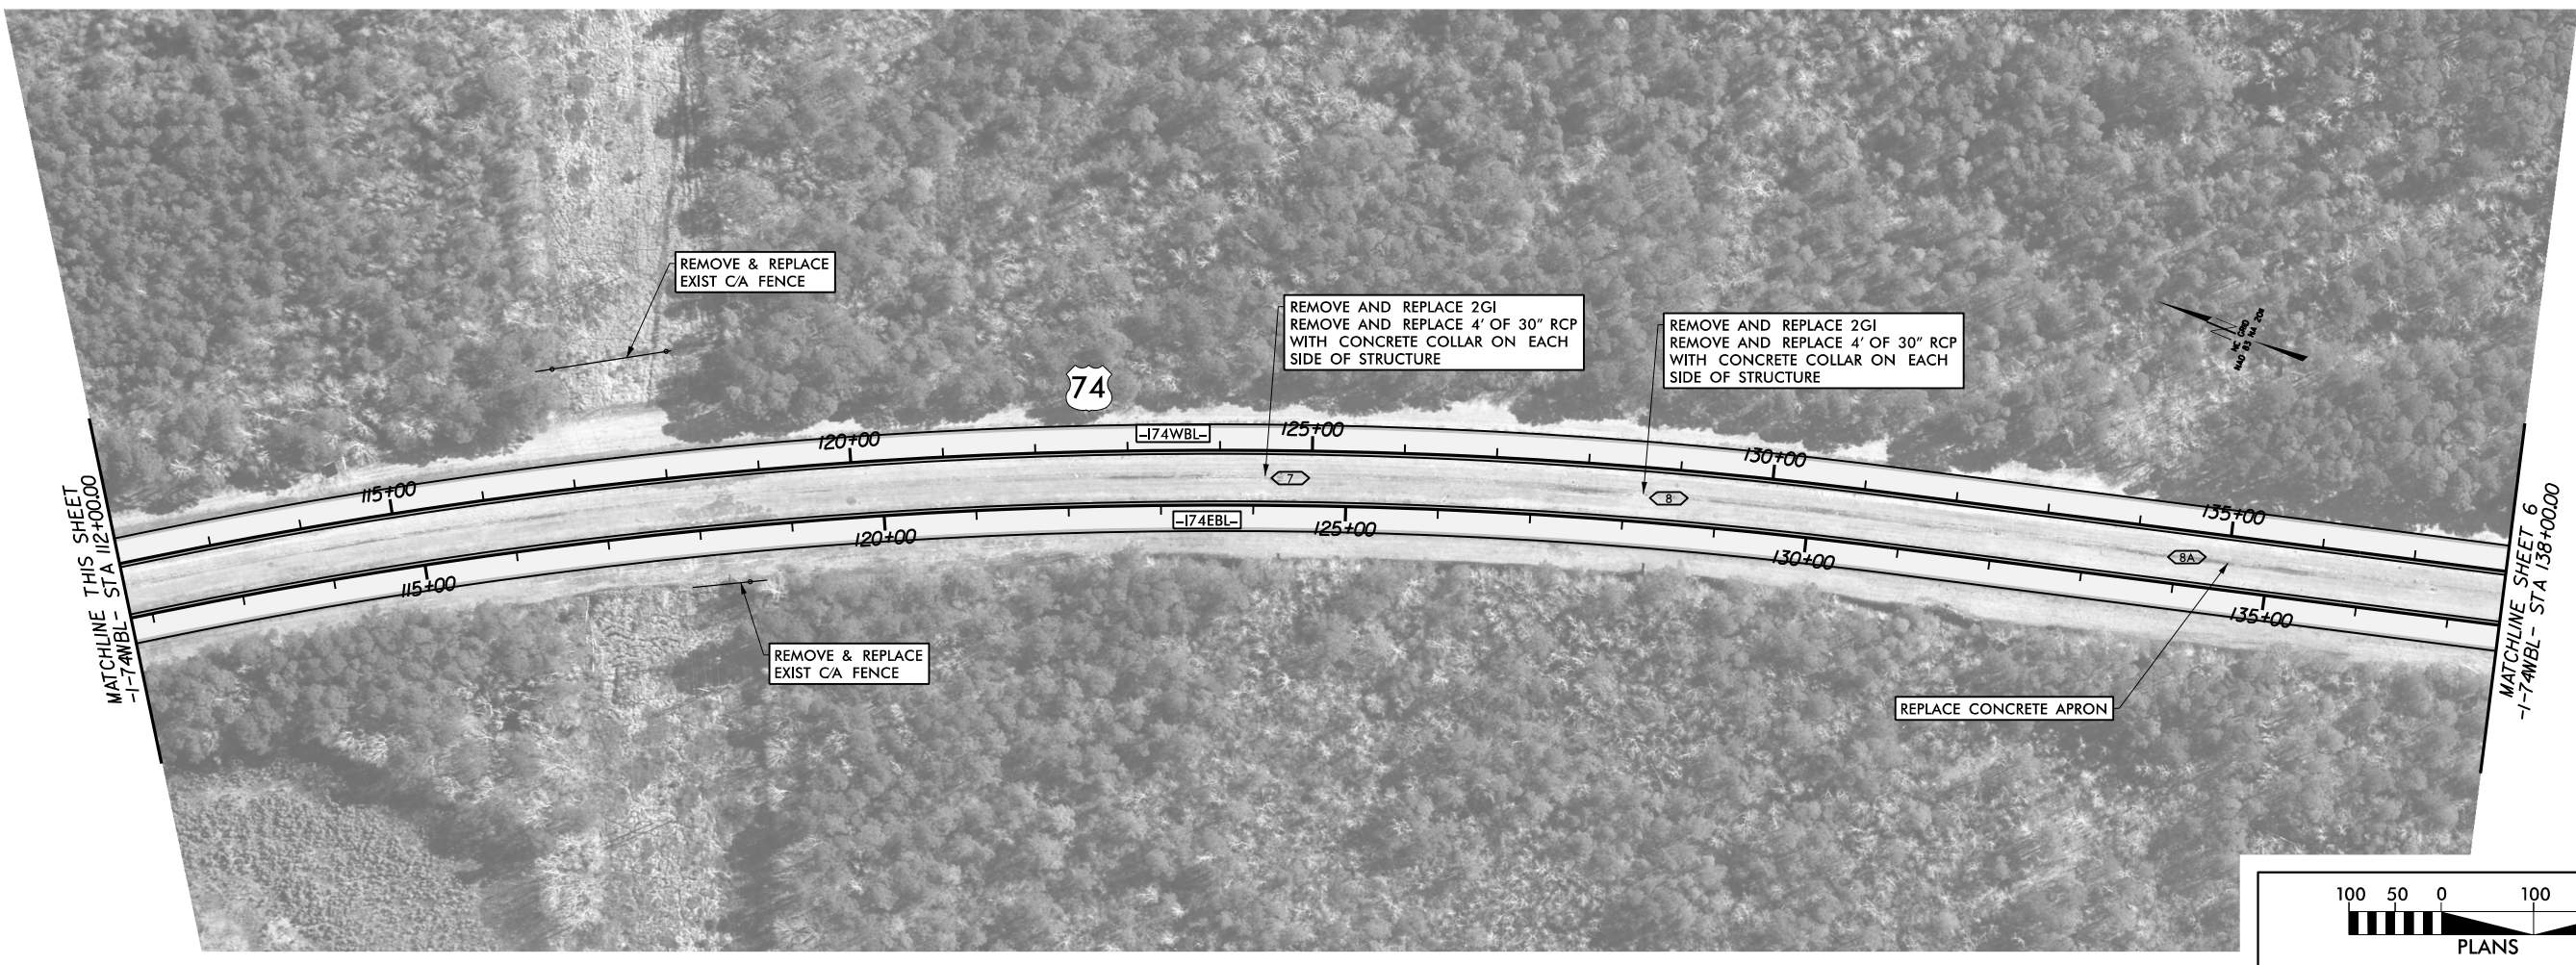 REMOVE & REPLACE
EXIST C/A FENCE
REMOVE AND REPLACE 2GI
REMOVE AND REPLACE 4' OF 30" RCP
WITH CONCRETE COLLAR ON EACH
SIDE OF STRUCTURE
REMOVE AND REPLACE 2GI
REMOVE AND REPLACE 4' OF 30" RCP
WITH CONCRETE COLLAR ON EACH
SIDE OF STRUCTURE
NC GRID
NAD 83 NA
74
115+00
120+00
-I74WBL-
125+00
130+00
135+00
7
8
8A
115+00
120+00
-I74EBL-
125+00
130+00
135+00
MATCHLINE THIS SHEET
-I-74WBL- STA 112+00.00
MATCHLINE SHEET 6
-I-74WBL- STA 138+00.00
REMOVE & REPLACE
EXIST C/A FENCE
REPLACE CONCRETE APRON
100 50 0 100
PLANS